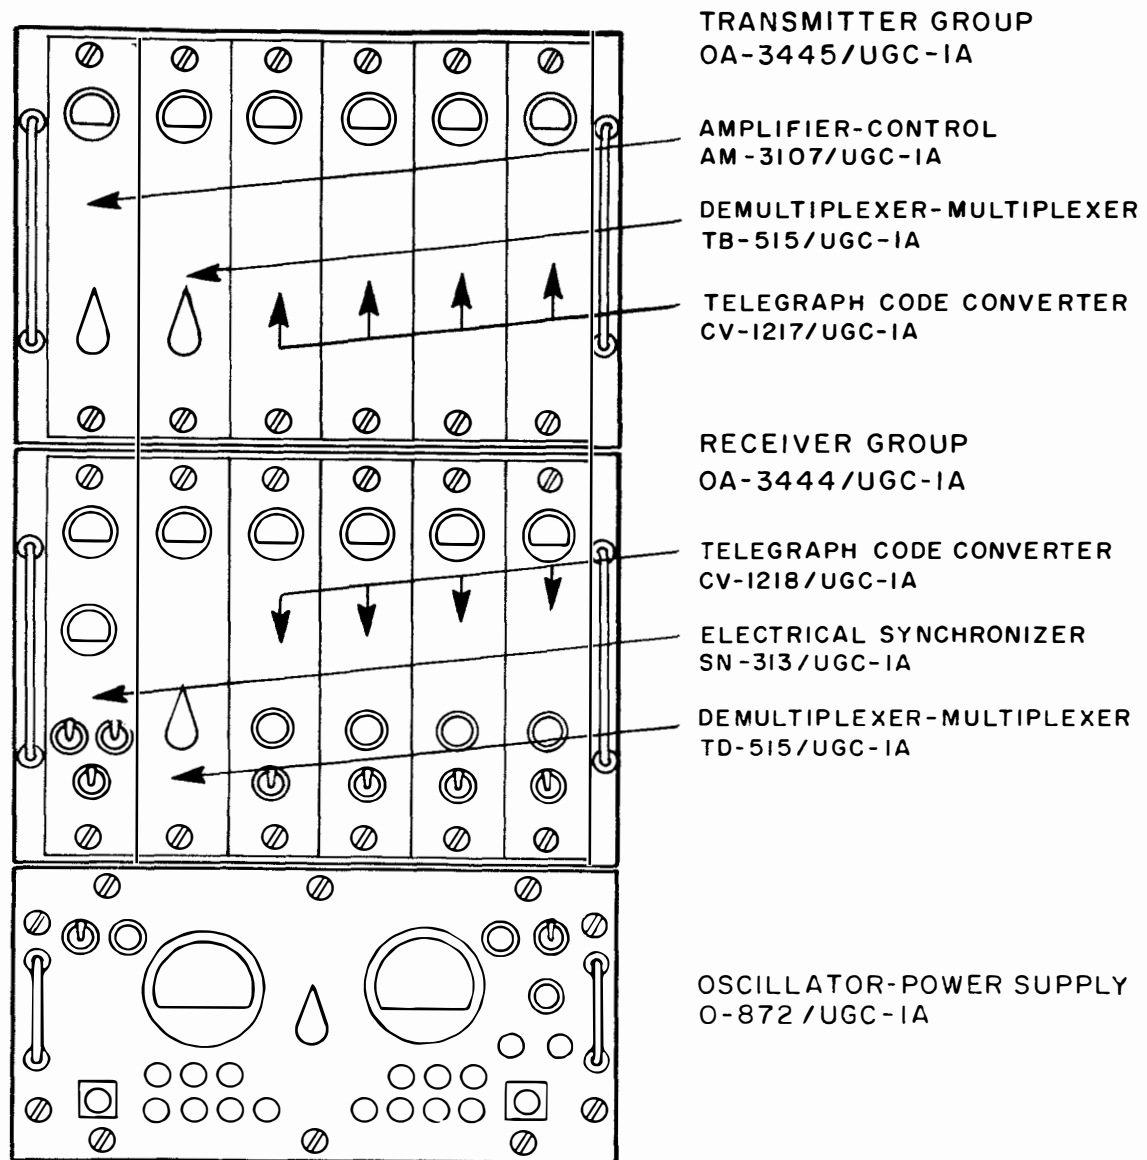 TRANSMITTER GROUP
OA-3445/UGC-1A
AMPLIFIER-CONTROL
AM-3107/UGC-1A
DEMULTIPLEXER-MULTIPLEXER
TB-515/UGC-1A
TELEGRAPH CODE CONVERTER
CV-1217/UGC-1A
RECEIVER GROUP
OA-3444/UGC-1A
TELEGRAPH CODE CONVERTER
CV-1218/UGC-1A
ELECTRICAL SYNCHRONIZER
SN-313/UGC-1A
DEMULTIPLEXER-MULTIPLEXER
TD-515/UGC-1A
OSCILLATOR-POWER SUPPLY
O-872/UGC-1A